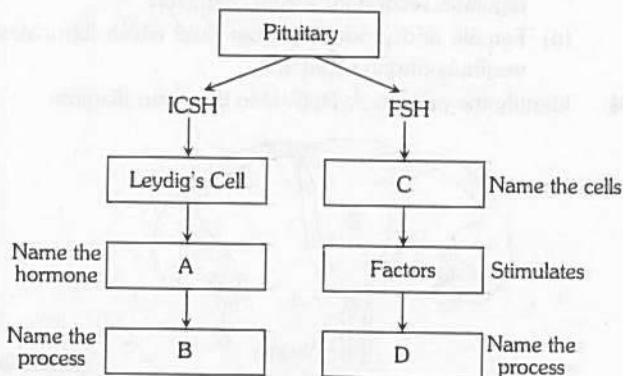 Pituitary
ICSH FSH
Leydig's Cell C Name the cells
Name the
hormone A Factors Stimulates
Name the
process B D Name the
process